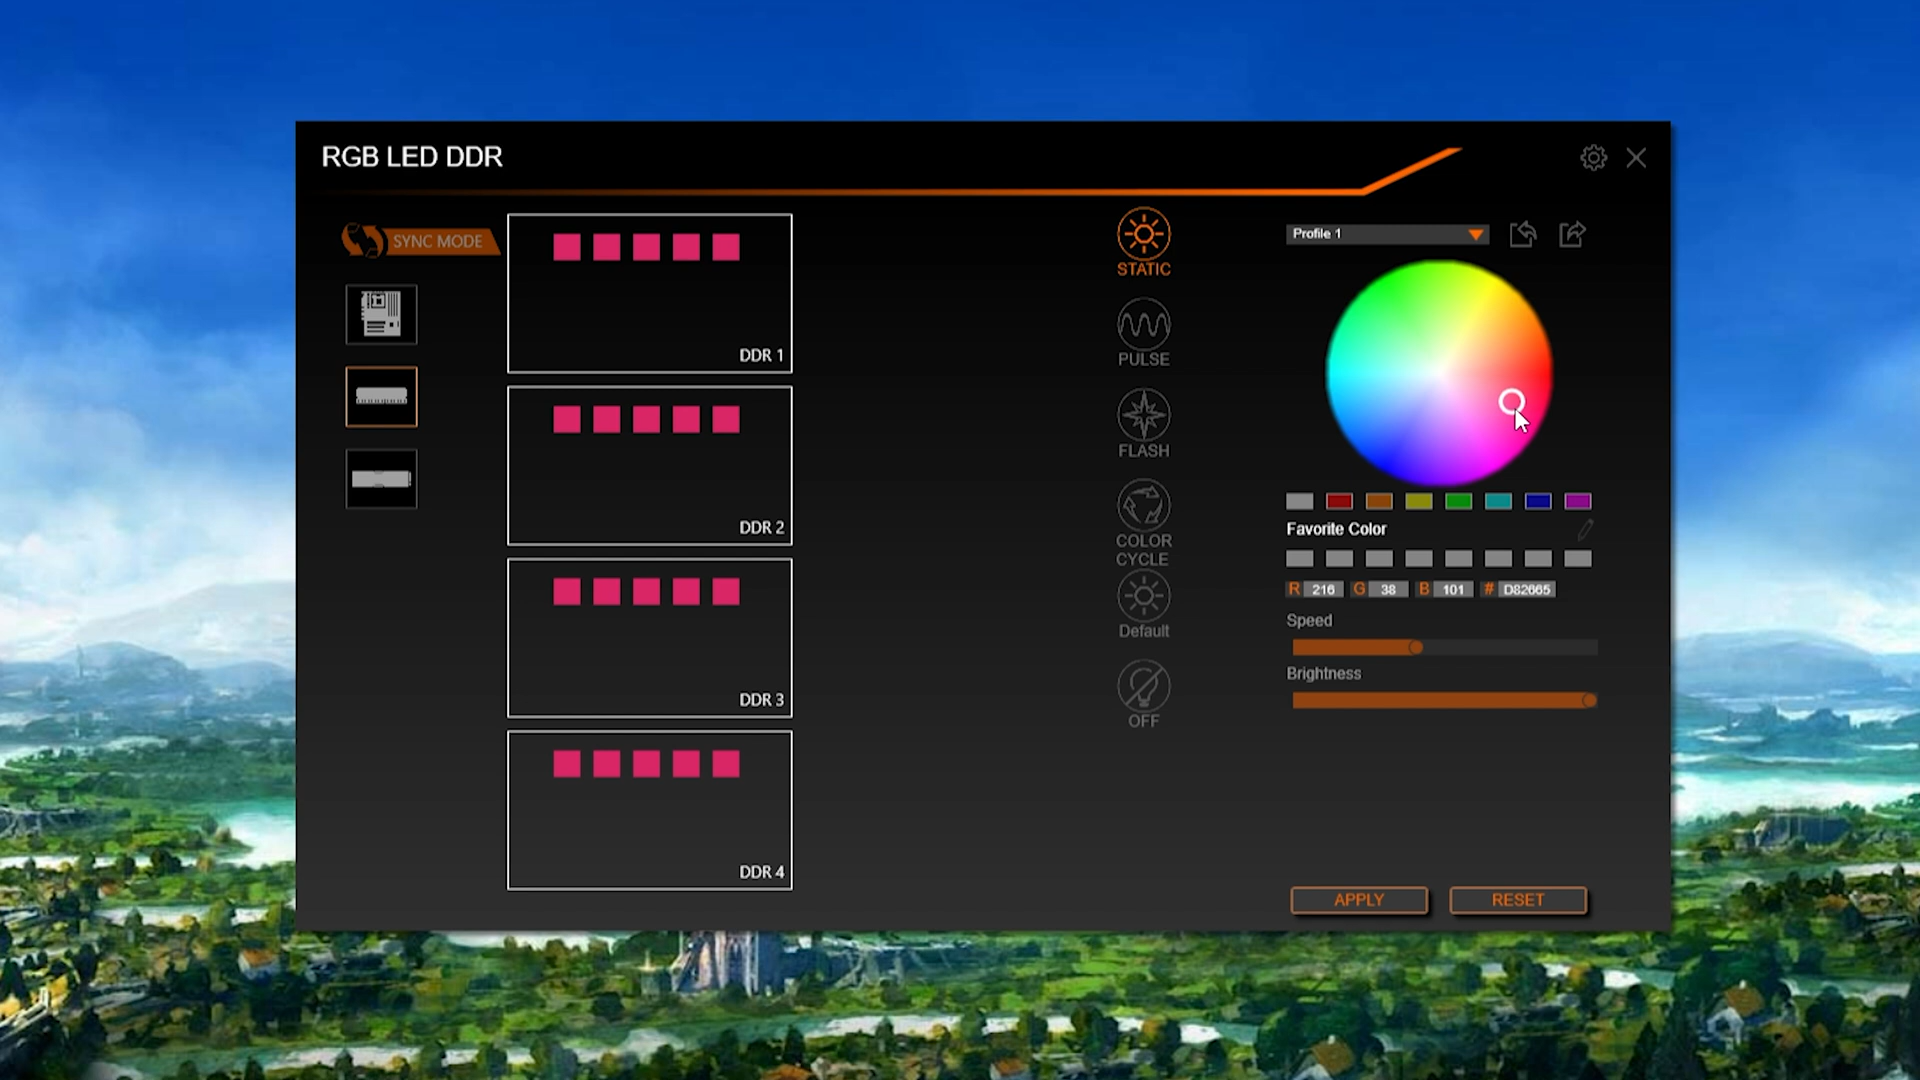 RGB LED DDR
SYNC MODE
DDR 1
DDR 2
DDR 3
DDR 4
STATIC
PULSE
FLASH
COLOR
CYCLE
Default
OFF
Profile 1
Favorite Color
R 216 G 38 B 101 # D82665
Speed
Brightness
APPLY RESET